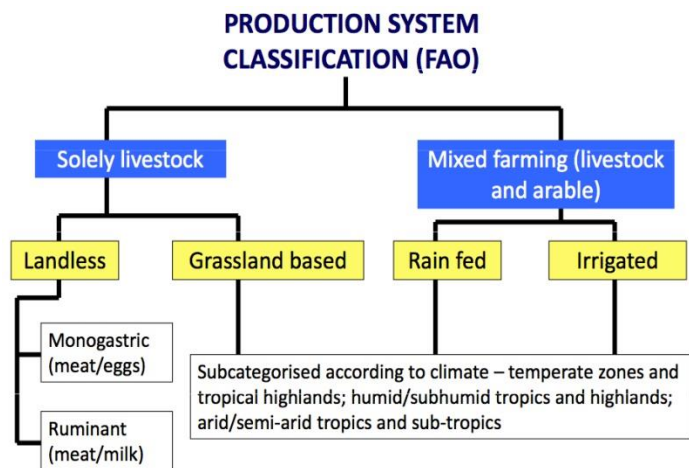 PRODUCTION SYSTEM
CLASSIFICATION (FAO)
Solely livestock
Mixed farming (livestock
and arable)
Landless
Grassland based
Rain fed
Irrigated
Monogastric
(meat/eggs)
Ruminant
(meat/milk)
Subcategorised according to climate – temperate zones and
tropical highlands; humid/subhumid tropics and highlands;
arid/semi-arid tropics and sub-tropics